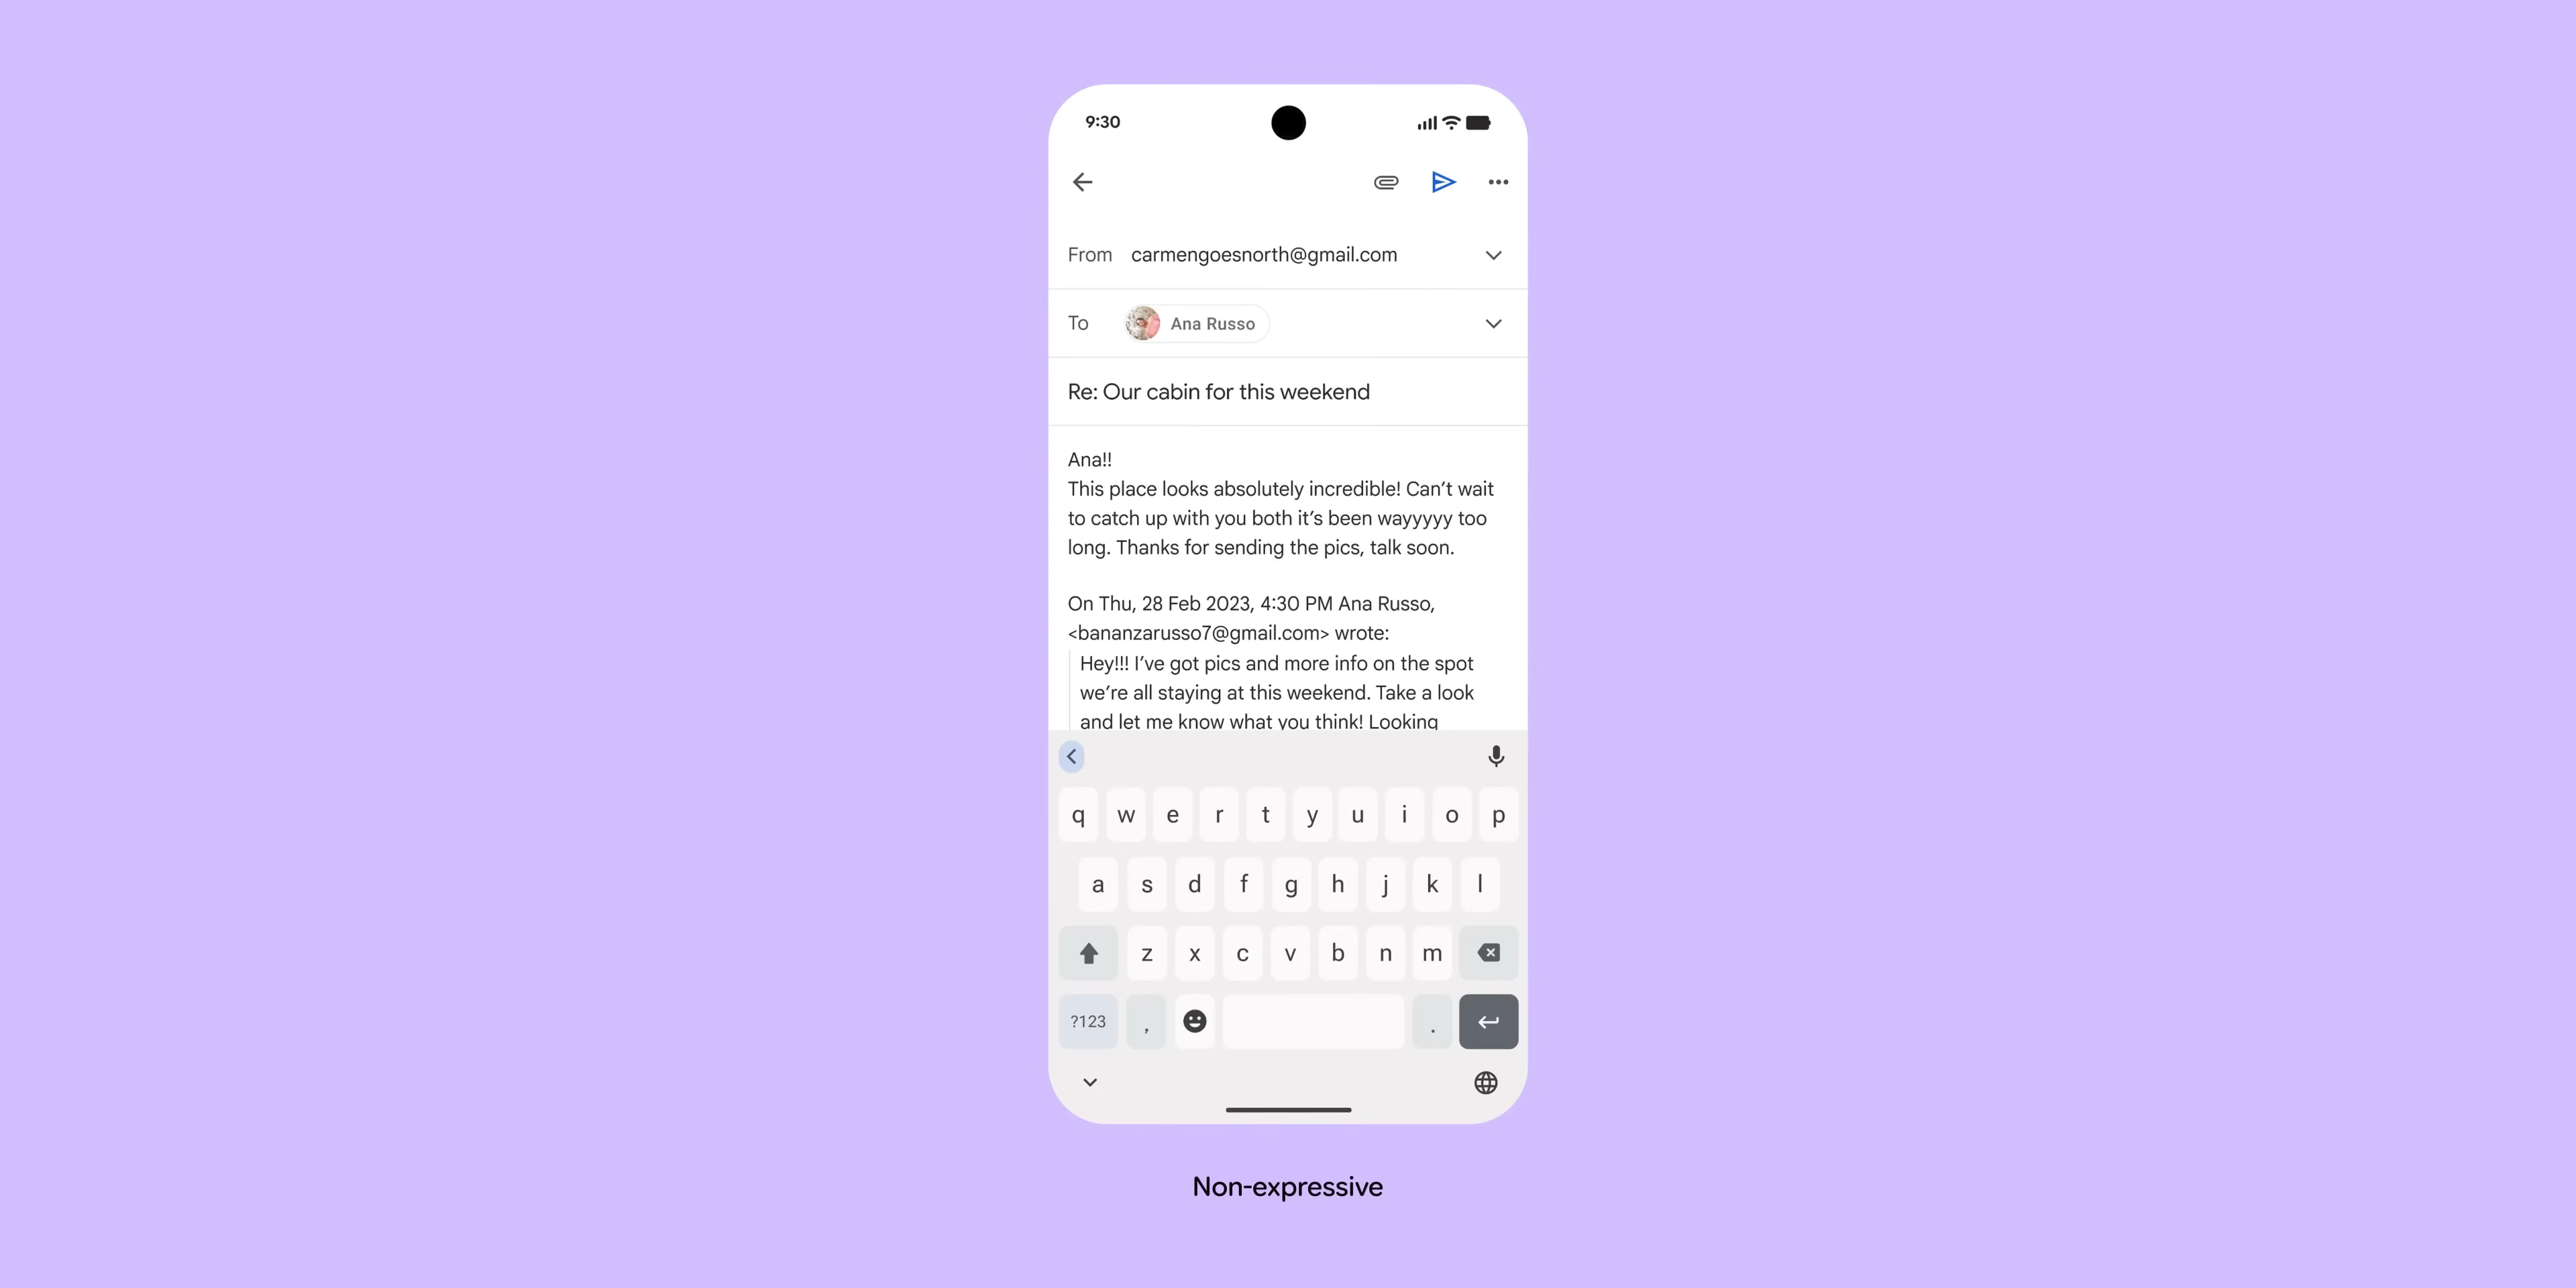 9:30
From carmengoesnorth@gmail.com
To Ana Russo
Re: Our cabin for this weekend
Ana!!
This place looks absolutely incredible! Can’t wait
to catch up with you both it’s been wayyyyy too
long. Thanks for sending the pics, talk soon.
On Thu, 28 Feb 2023, 4:30 PM Ana Russo,
<bananzarusso7@gmail.com> wrote:
Hey!!! I’ve got pics and more info on the spot
we’re all staying at this weekend. Take a look
and let me know what you think! Looking
q w e r t y u i o p
a s d f g h j k l
z x c v b n m
?123 , .
Non-expressive